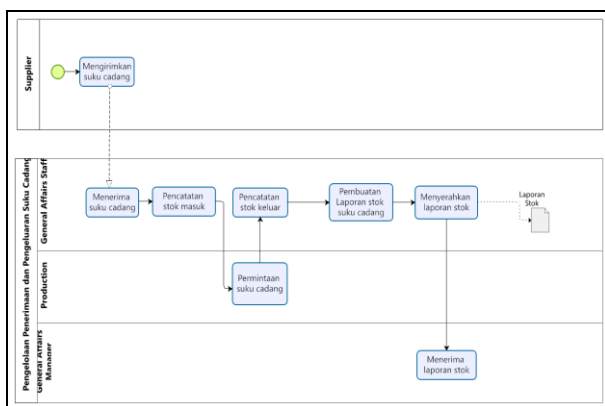 Supplier
Mengirimkan
suku cadang
Pengelolaan Penerimaan dan Pengeluaran Suku Cadang
General Affairs Staff
Menerima
suku cadang
Pencatatan
stok masuk
Pencatatan
stok keluar
Pembuatan
Laporan stok
suku cadang
Menyerahkan
laporan stok
Laporan
Stok
Production
Permintaan
suku cadang
General Affairs
Manager
Menerima
laporan stok